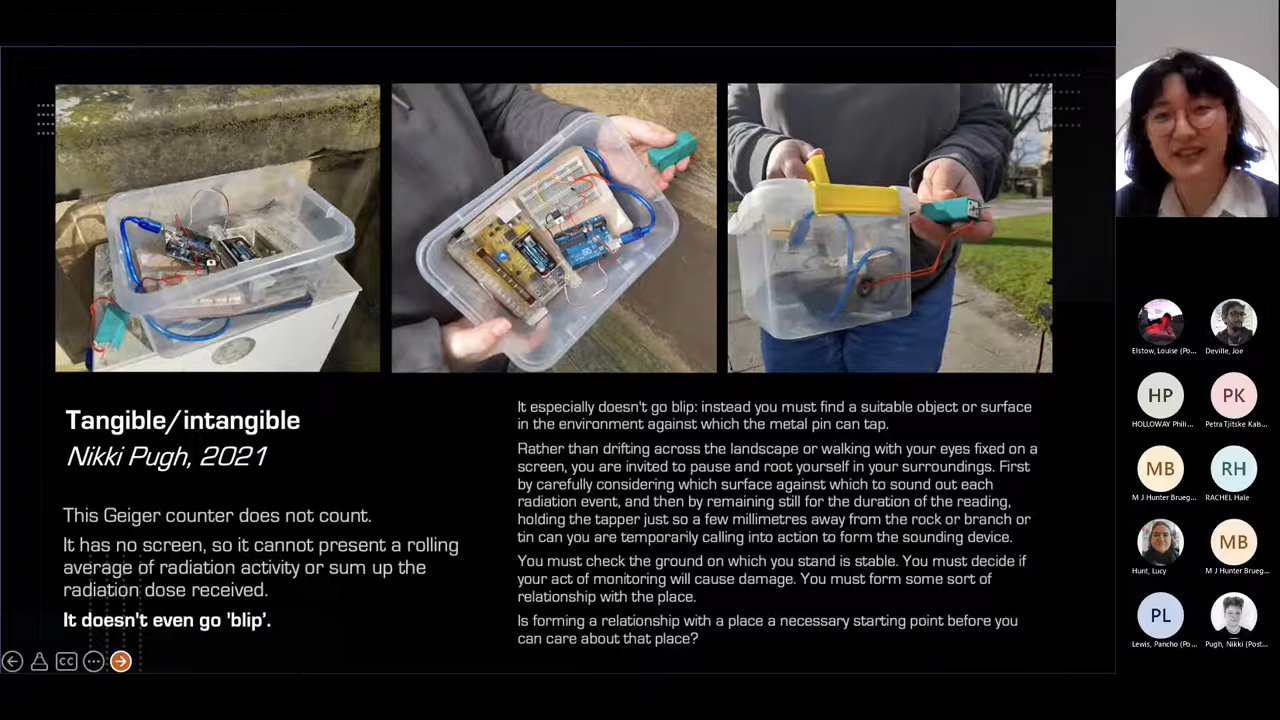 Tangible/intangible
Nikki Pugh, 2021
This Geiger counter does not count.
It has no screen, so it cannot present a rolling
average of radiation activity or sum up the
radiation dose received.
It doesn't even go 'blip'.
It especially doesn't go blip: instead you must find a suitable object or surface
in the environment against which the metal pin can tap.
Rather than drifting across the landscape or walking with your eyes fixed on a
screen, you are invited to pause and root yourself in your surroundings. First
by carefully considering which surface against which to sound out each
radiation event, and then by remaining still for the duration of the reading,
holding the tapper just so a few millimetres away from the rock or branch or
tin can you are temporarily calling into action to form the sounding device.
You must check the ground on which you stand is stable. You must decide if
your act of monitoring will cause damage. You must form some sort of
relationship with the place.
Is forming a relationship with a place a necessary starting point before you
can care about that place?
CC
Elstow, Louise (Po...
Deville, Joe
HP
HOLLOWAY Phili...
PK
Petra Tjitske Kals...
MB
M J Hunter Brueg...
RH
RACHEL Hale
Hunt, Lucy
MB
M J Hunter Brueg...
PL
Lewis, Pancho (Po...
Pugh, Nikki (Post...